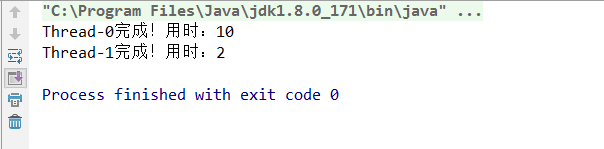 "C:\Program Files\Java\jdk1.8.0_171\bin\java" ...
Thread-0完成! 用时：10
Thread-1完成! 用时：2
Process finished with exit code 0